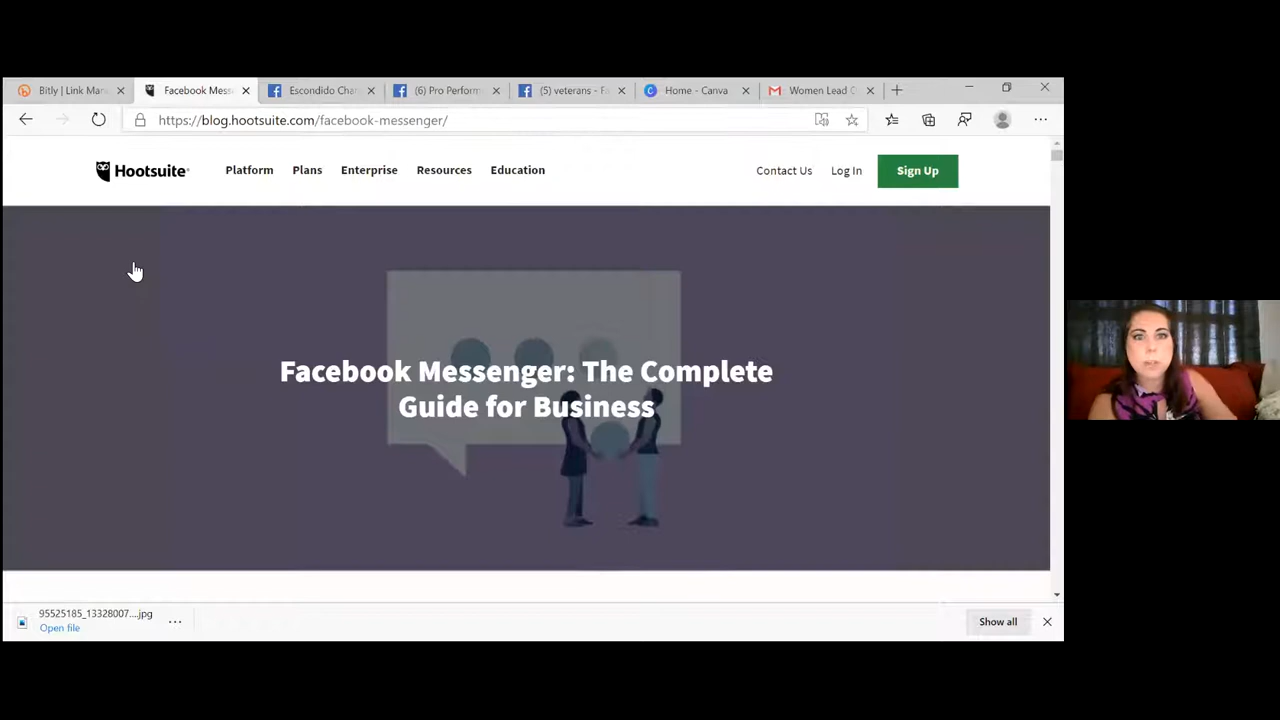 Bitly | Link Man
Facebook Mess
Escondido Cha
(6) Pro Perform
(5) veterans - Fa
Home - Canva
Women Lead
https://blog.hootsuite.com/facebook-messenger/
Hootsuite
Platform
Plans
Enterprise
Resources
Education
Contact Us
Log In
Sign Up
Facebook Messenger: The Complete
Guide for Business
95525185_13328007....jpg
Open file
Show all